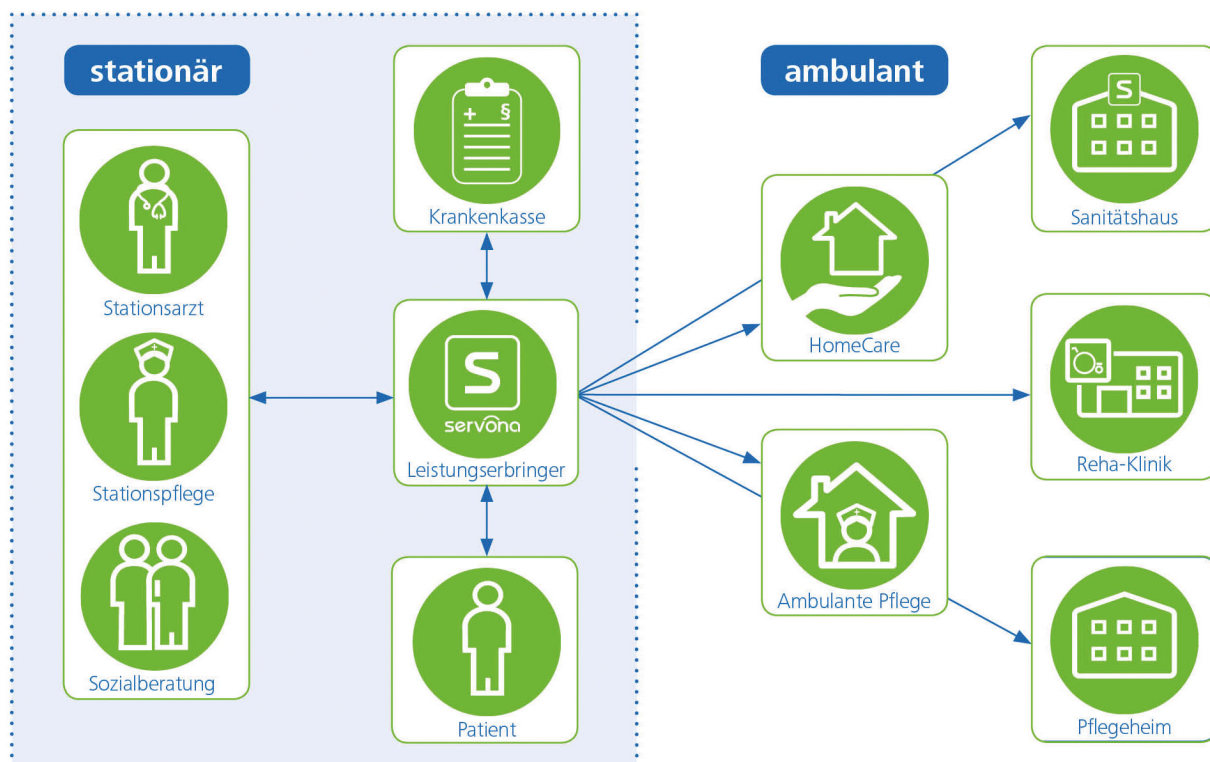 stationär
Stationsarzt
Stationspflege
Sozialberatung
+ §
Krankenkasse
S
servona
Leistungserbringer
Patient
ambulant
HomeCare
Ambulante Pflege
S
Sanitätshaus
Reha-Klinik
Pflegeheim